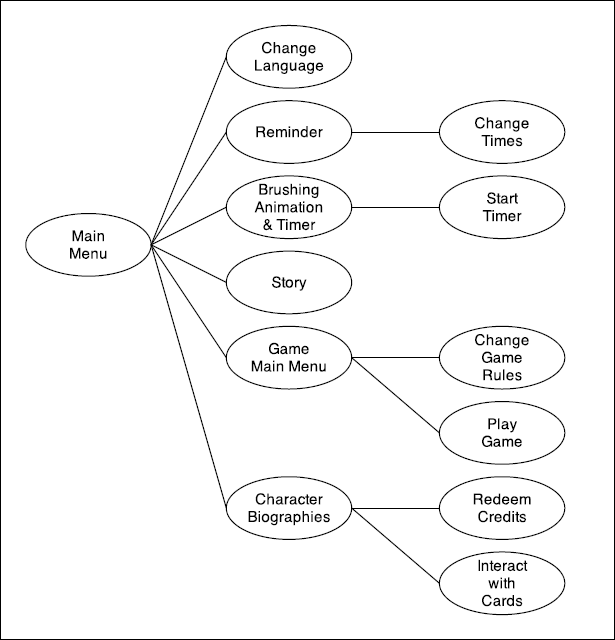 Main
Menu
Change
Language
Reminder
Change
Times
Brushing
Animation
& Timer
Start
Timer
Story
Game
Main Menu
Change
Game
Rules
Play
Game
Character
Biographies
Redeem
Credits
Interact
with
Cards